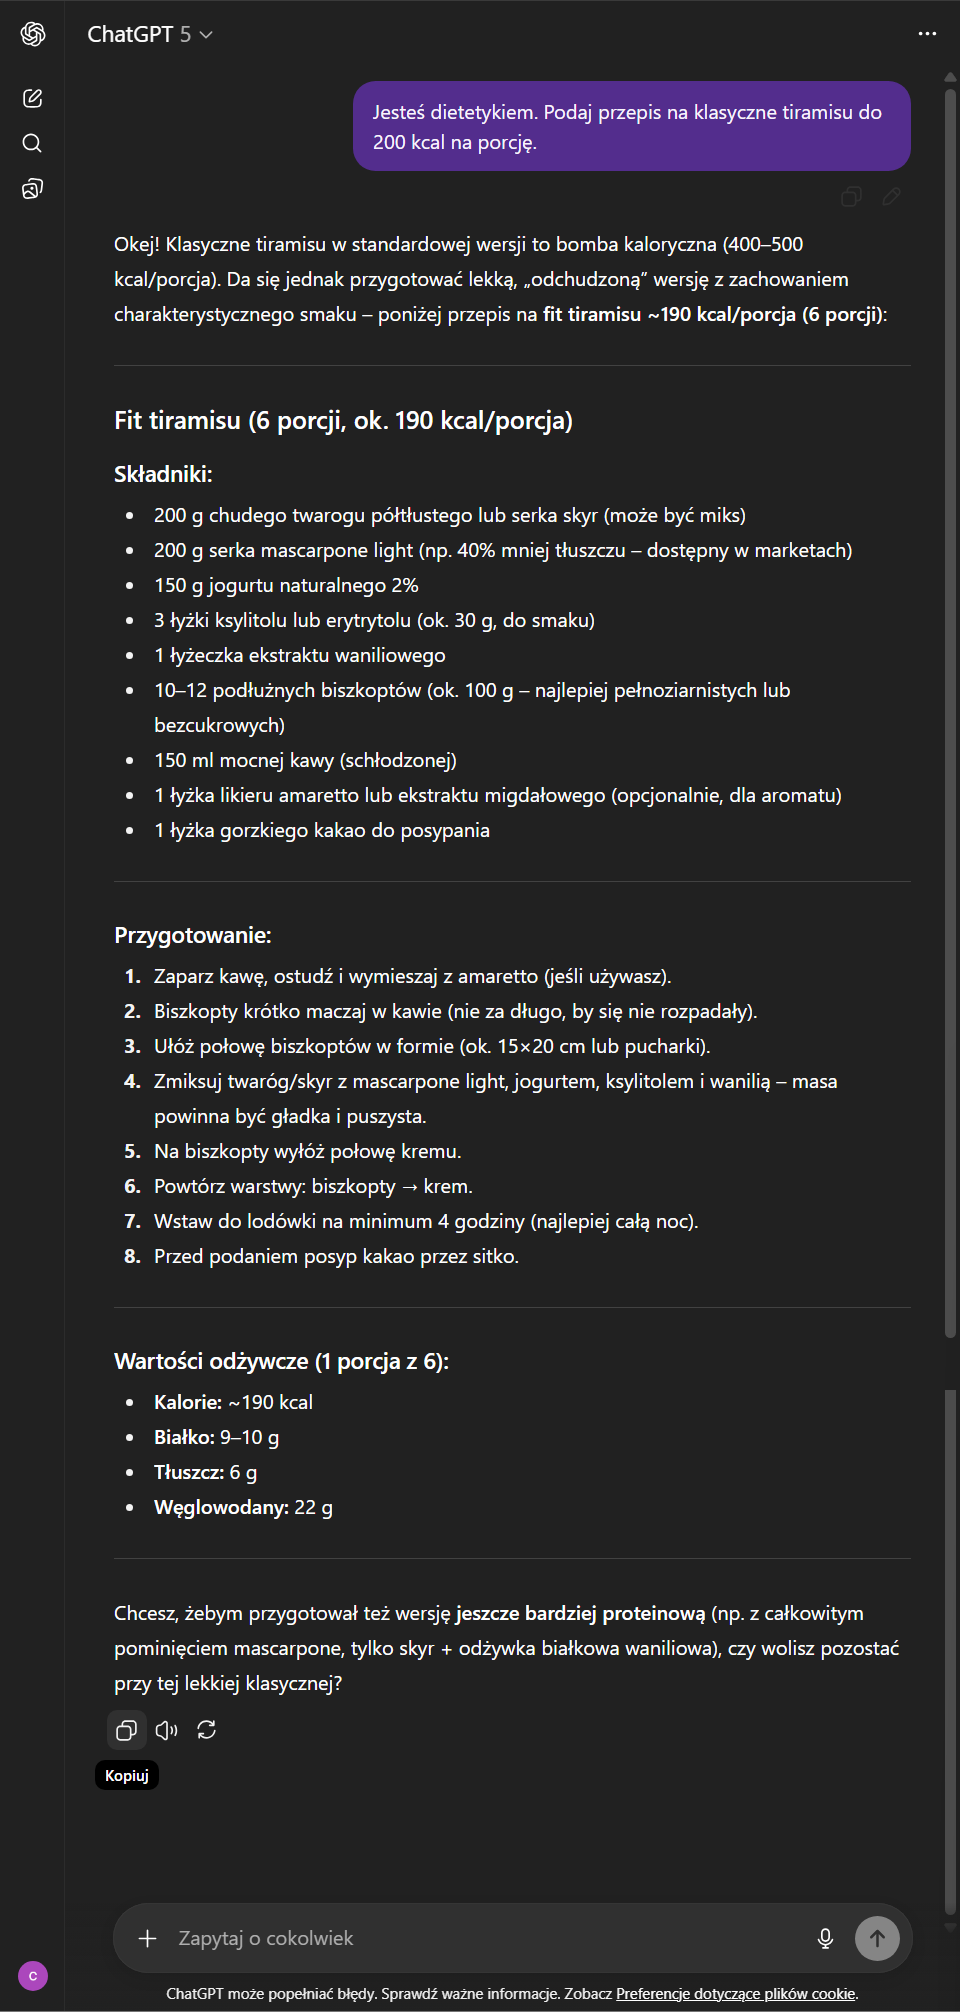 ChatGPT 5
Jesteś dietetykiem. Podaj przepis na klasyczne tiramisu do
200 kcal na porcję.
Okej! Klasyczne tiramisu w standardowej wersji to bomba kaloryczna (400–500
kcal/porcja). Da się jednak przygotować lekką, „odchudzoną” wersję z zachowaniem
charakterystycznego smaku – poniżej przepis na fit tiramisu ~190 kcal/porcja (6 porcji):
Fit tiramisu (6 porcji, ok. 190 kcal/porcja)
Składniki:
• 200 g chudego twarogu półtłustego lub serka skyr (może być miks)
• 200 g serka mascarpone light (np. 40% mniej tłuszczu – dostępny w marketach)
• 150 g jogurtu naturalnego 2%
• 3 łyżki ksylitolu lub erytrytolu (ok. 30 g, do smaku)
• 1 łyżeczka ekstraktu waniliowego
• 10–12 podłużnych biszkoptów (ok. 100 g – najlepiej pełnoziarnistych lub
bezcukrowych)
• 150 ml mocnej kawy (schłodzonej)
• 1 łyżka likieru amaretto lub ekstraktu migdałowego (opcjonalnie, dla aromatu)
• 1 łyżka gorzkiego kakao do posypania
Przygotowanie:
1. Zaparz kawę, ostudź i wymieszaj z amaretto (jeśli używasz).
2. Biszkopty krótko maczaj w kawie (nie za długo, by się nie rozpadały).
3. Ułóż połowę biszkoptów w formie (ok. 15×20 cm lub pucharki).
4. Zmiksuj twaróg/skyr z mascarpone light, jogurtem, ksylitolem i wanilią – masa
powinna być gładka i puszysta.
5. Na biszkopty wyłóż połowę kremu.
6. Powtórz warstwy: biszkopty → krem.
7. Wstaw do lodówki na minimum 4 godziny (najlepiej całą noc).
8. Przed podaniem posyp kakao przez sitko.
Wartości odżywcze (1 porcja z 6):
• Kalorie: ~190 kcal
• Białko: 9–10 g
• Tłuszcz: 6 g
• Węglowodany: 22 g
Chcesz, żebym przygotował też wersję jeszcze bardziej proteinową (np. z całkowitym
pominięciem mascarpone, tylko skyr + odżywka białkowa waniliowa), czy wolisz pozostać
przy tej lekkiej klasycznej?
Kopiuj
Zapytaj o cokolwiek
C
ChatGPT może popełniać błędy. Sprawdź ważne informacje. Zobacz Preferencje dotyczące plików cookie.